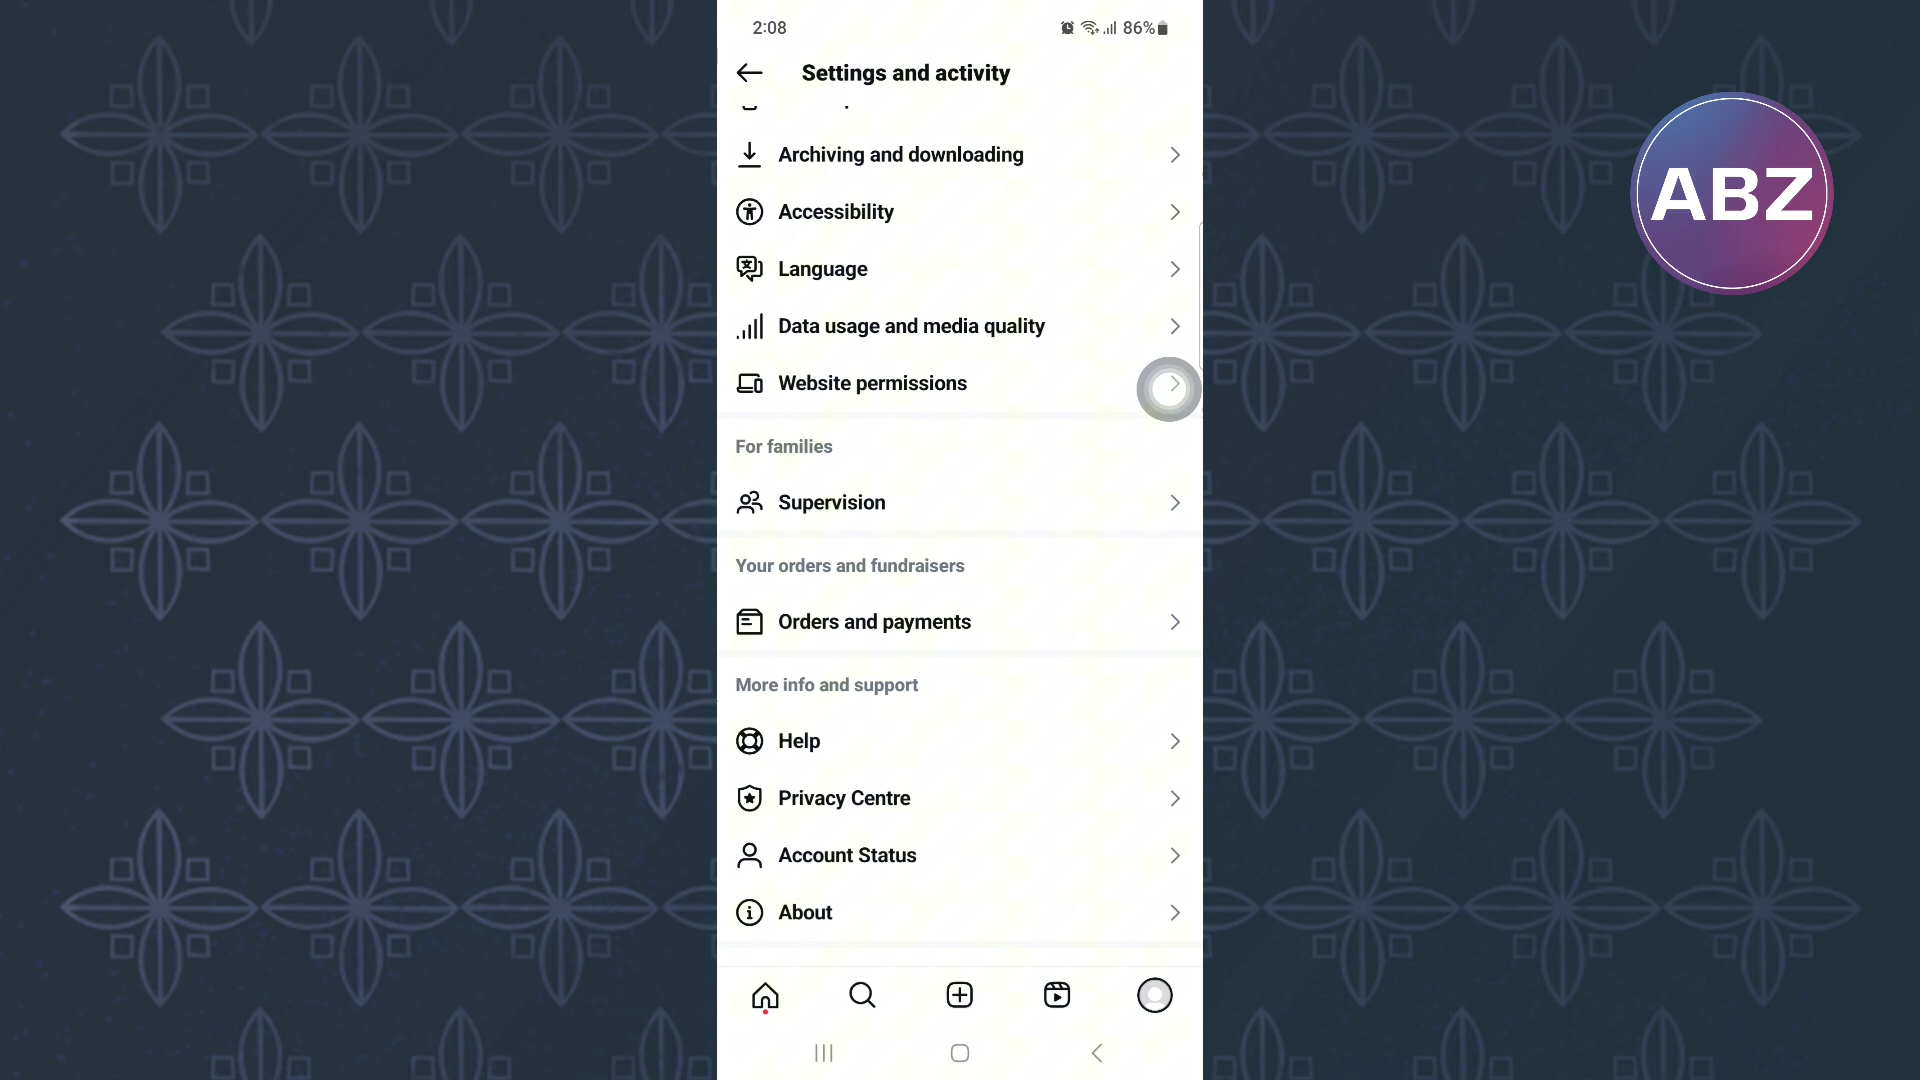 2:08
86%
Settings and activity
ABZ
Archiving and downloading
Accessibility
Language
Data usage and media quality
Website permissions
For families
Supervision
Your orders and fundraisers
Orders and payments
More info and support
Help
Privacy Centre
Account Status
About